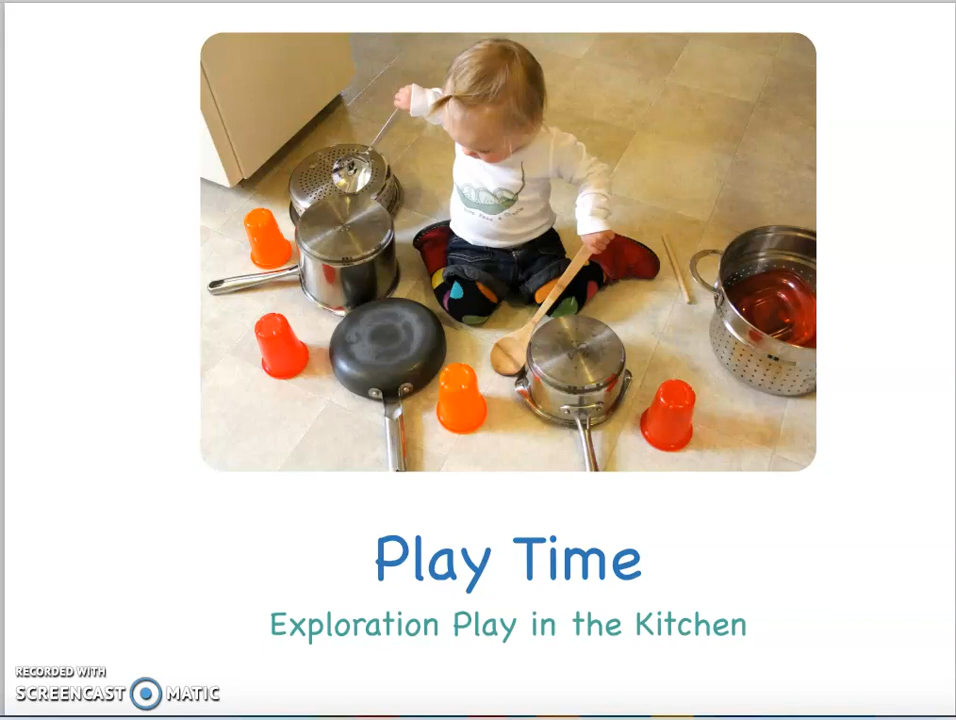 Play Time
Exploration Play in the Kitchen
RECORDED WITH
SCREENCAST MATIC